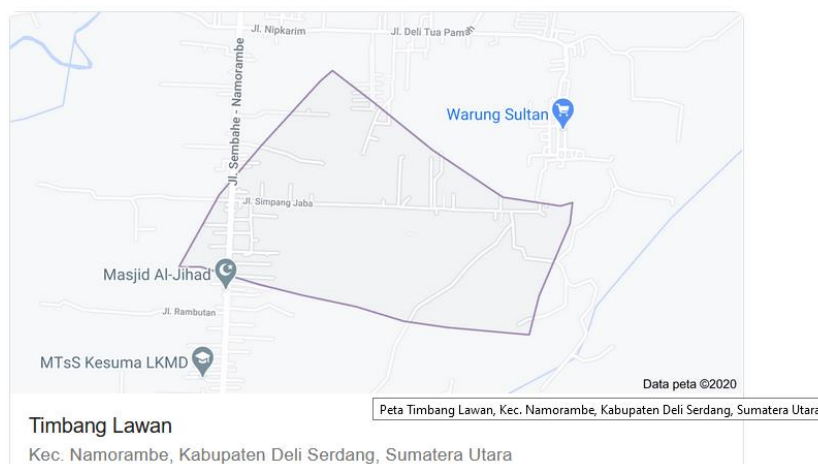 Jl. Nipkarim
Jl. Deli Tua Pamah
Jl. Sembahe - Namorambe
Warung Sultan
Jl. Simpang Jaba
Masjid Al-Jihad
Jl. Rambutan
MTsS Kesuma LKMD
Data peta ©2020
Peta Timbang Lawan, Kec. Namorambe, Kabupaten Deli Serdang, Sumatera Utara
Timbang Lawan
Kec. Namorambe, Kabupaten Deli Serdang, Sumatera Utara